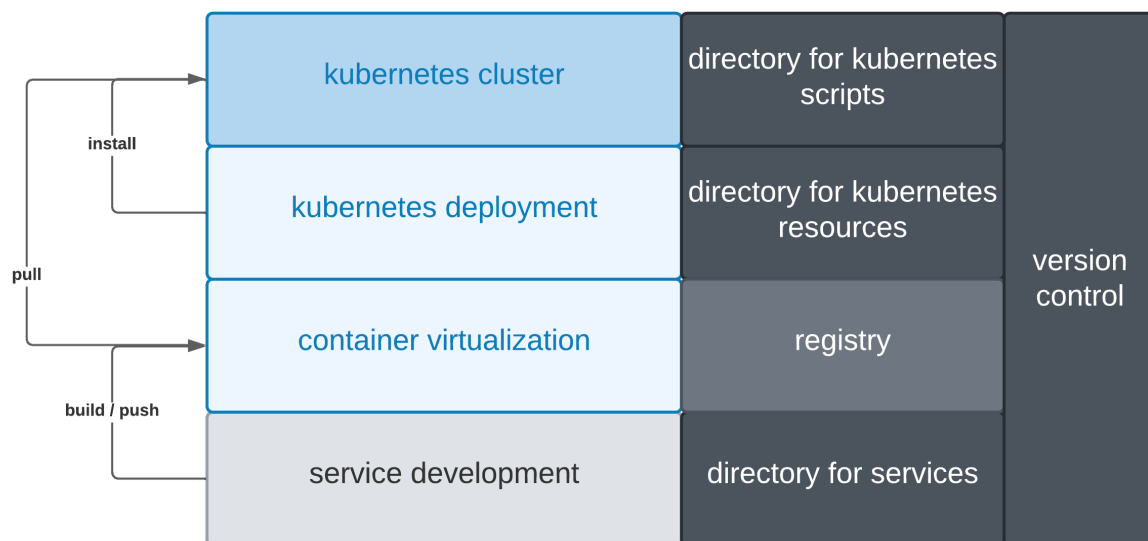 kubernetes cluster
directory for kubernetes
scripts
install
kubernetes deployment
directory for kubernetes
resources
version
control
pull
container virtualization
registry
build / push
service development
directory for services